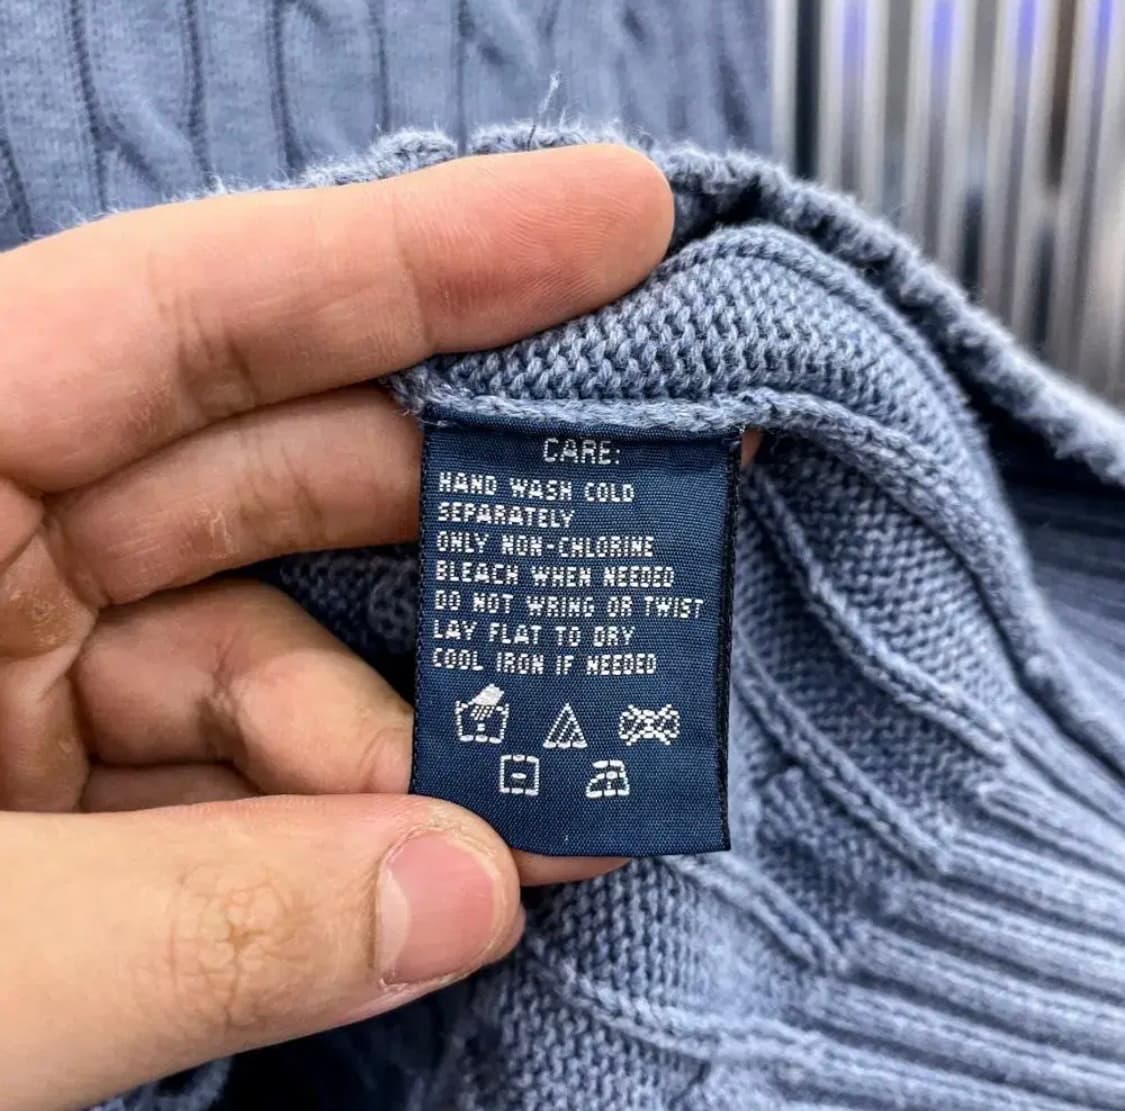 CARE:
HAND WASH COLD
SEPARATELY
ONLY NON-CHLORINE
BLEACH WHEN NEEDED
DO NOT WRING OR TWIST
LAY FLAT TO DRY
COOL IRON IF NEEDED